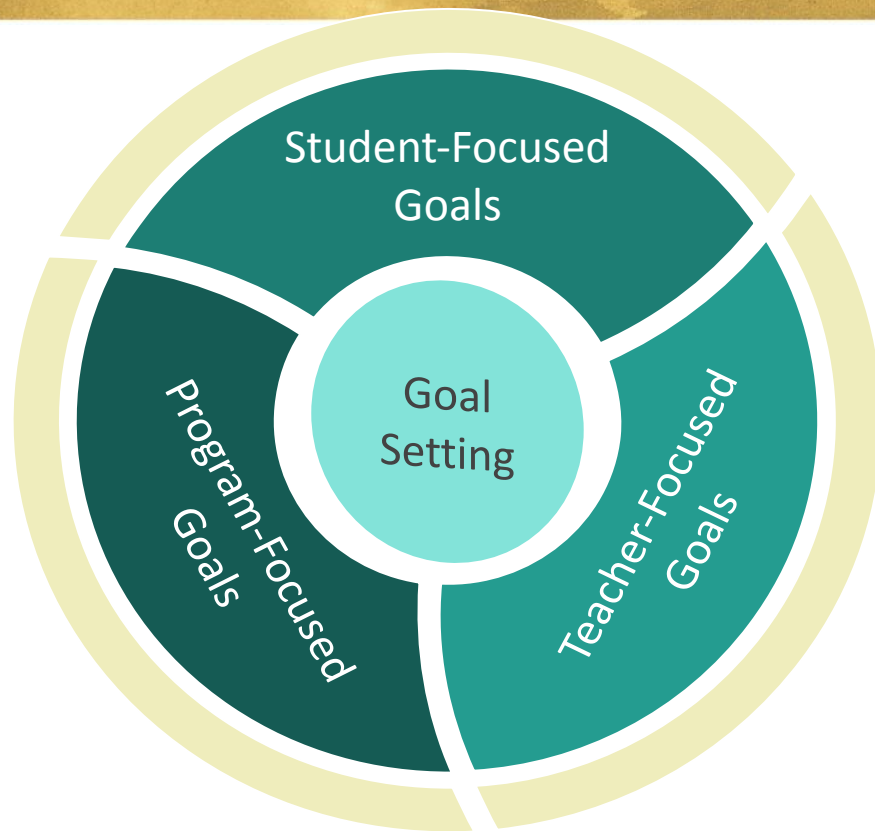 Student-Focused
Goals
Goal
Setting
Teacher-Focused
Goals
Program-Focused
Goals